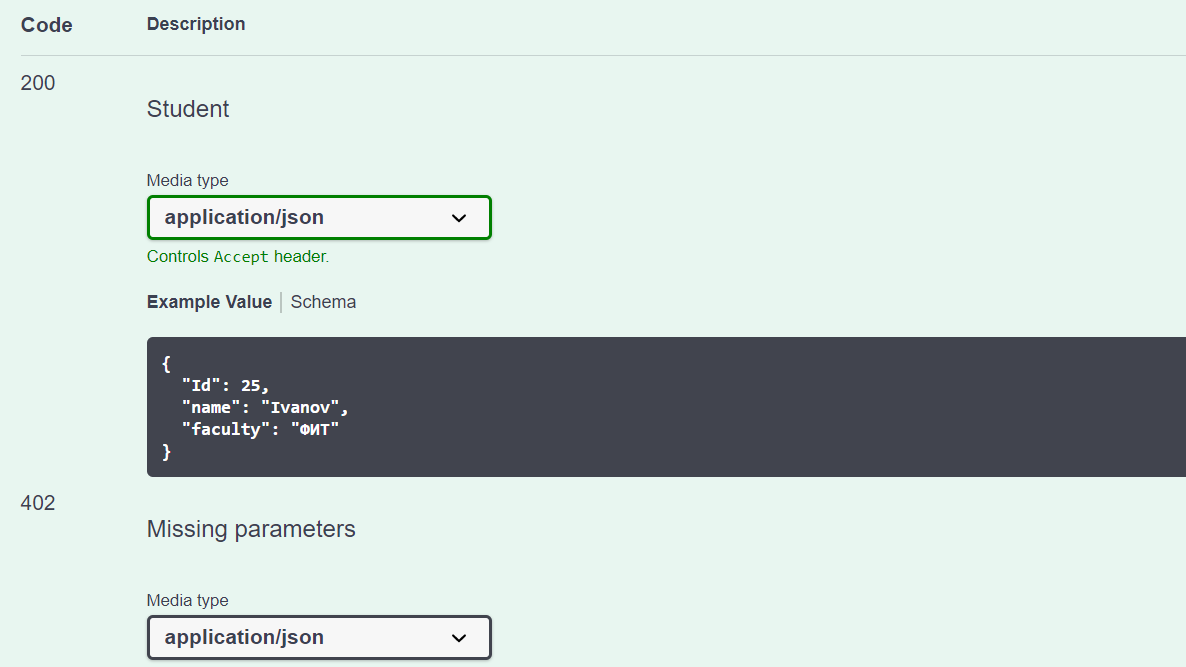 Code Description
200
Student
Media type
application/json
Controls Accept header.
Example Value Schema
{
"Id": 25,
"name": "Ivanov",
"faculty": "ФИТ"
}
402
Missing parameters
Media type
application/json